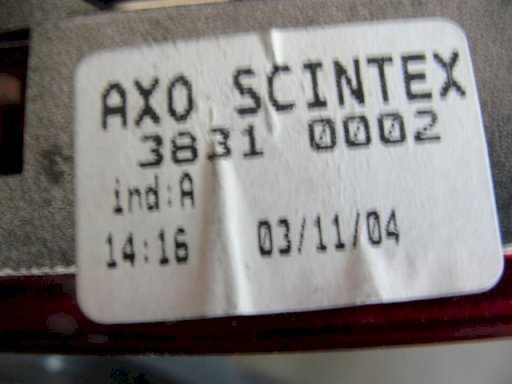 AXO SCINTEX
3831 0002
ind:A
14:16 03/11/04